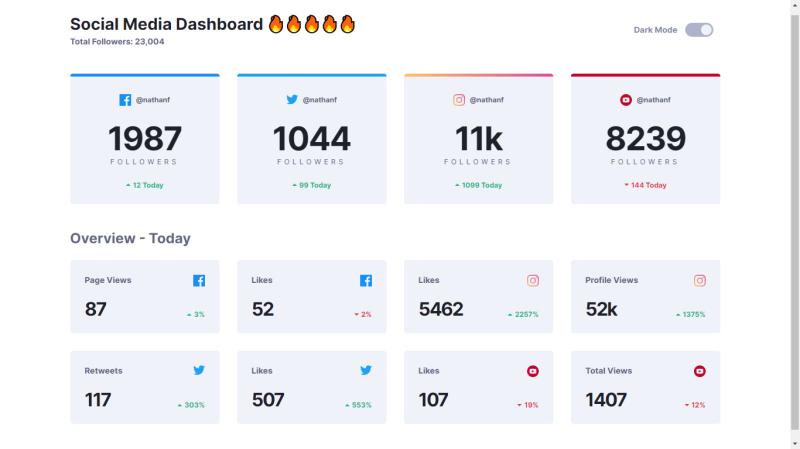 Social Media Dashboard 🔥🔥🔥🔥🔥
Total Followers: 23,004
Dark Mode
@nathanf
1987
FOLLOWERS
12 Today
@nathanf
1044
FOLLOWERS
99 Today
@nathanf
11k
FOLLOWERS
1099 Today
@nathanf
8239
FOLLOWERS
144 Today
Overview - Today
Page Views
87
3%
Likes
52
2%
Likes
5462
2257%
Profile Views
52k
1375%
Retweets
117
303%
Likes
507
553%
Likes
107
19%
Total Views
1407
12%